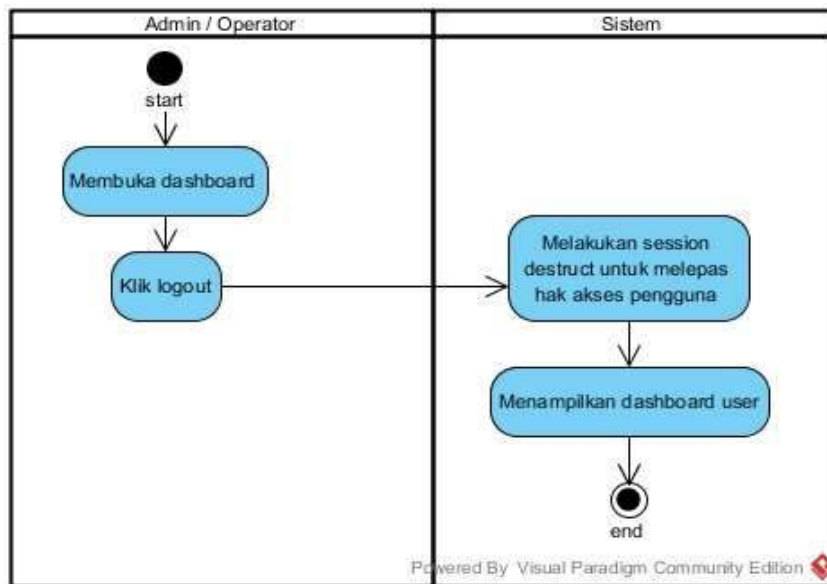 Admin / Operator
Sistem
start
Membuka dashboard
Klik logout
Melakukan session
destruct untuk melepas
hak akses pengguna
Menampilkan dashboard user
end
Powered By Visual Paradigm Community Edition